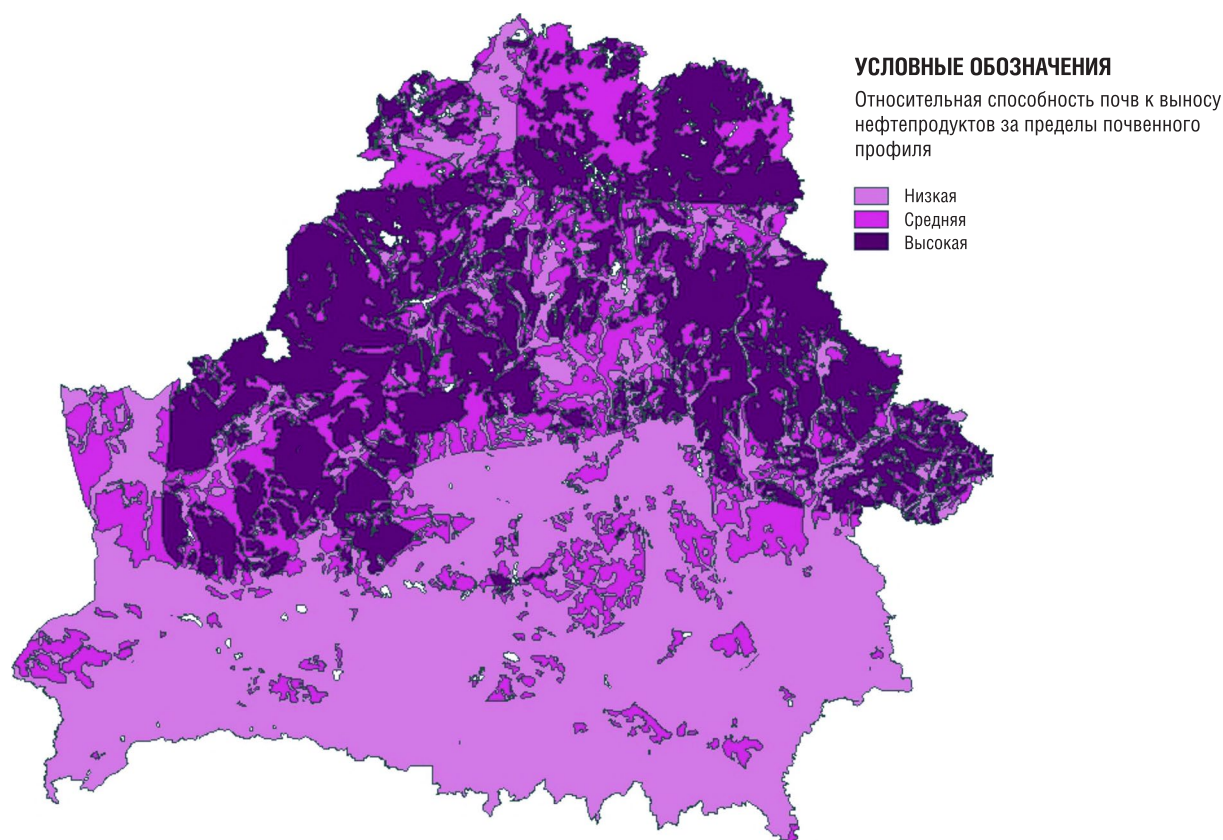 УСЛОВНЫЕ ОБОЗНАЧЕНИЯ
Относительная способность почв к выносу
нефтепродуктов за пределы почвенного
профиля
Низкая
Средняя
Высокая